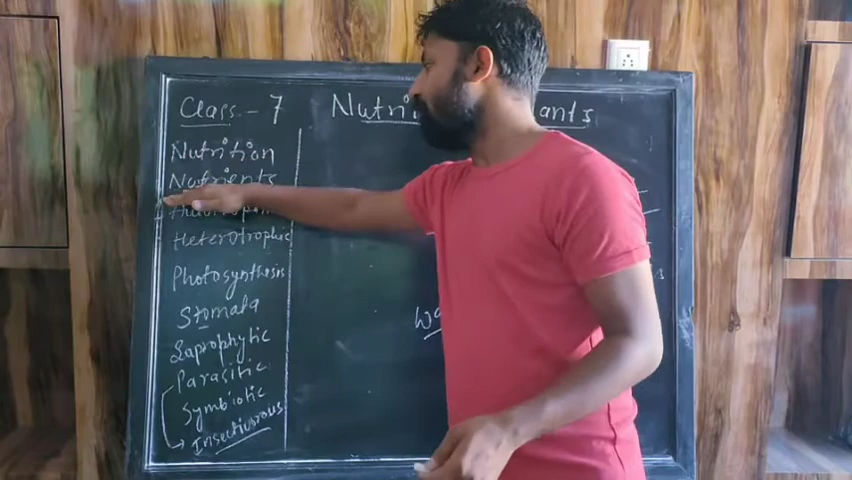 Class - 7
Nutri ants
Nutrition
Nutrients
Heterotrophic
Photosynthesis
Stomata
Saprophytic
Parasitic
Symbiotic
Insectivorous